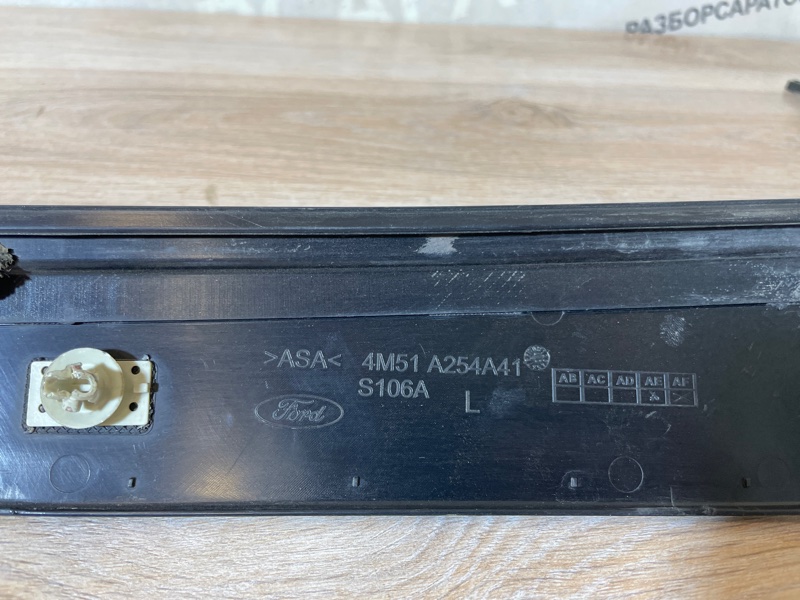 РАЗБОРСАРАТО
>ASA< 4M51 A254A41
S106A
Ford
L
AB AC AD AE AF